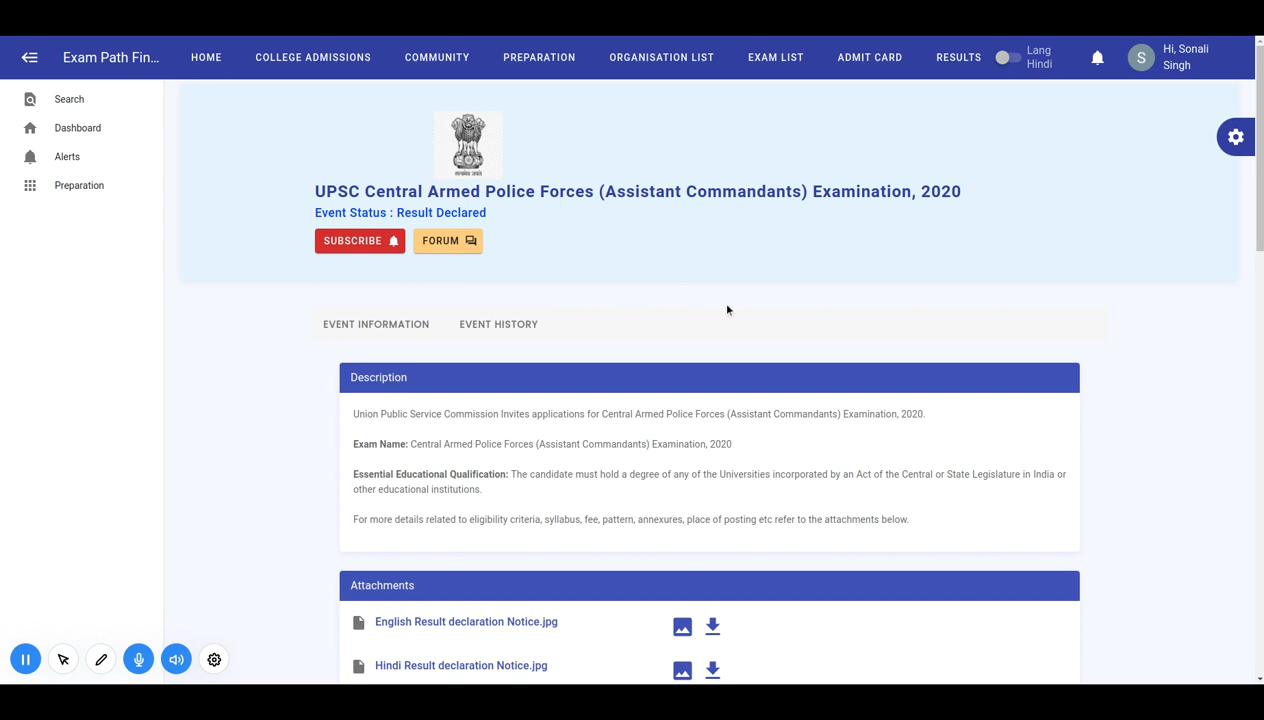 Exam Path Fin...
HOME
COLLEGE ADMISSIONS
COMMUNITY
PREPARATION
ORGANISATION LIST
EXAM LIST
ADMIT CARD
RESULTS
Lang
Hindi
S
Hi, Sonali
Singh
Search
Dashboard
Alerts
Preparation
सत्यमेव जयते
UPSC Central Armed Police Forces (Assistant Commandants) Examination, 2020
Event Status : Result Declared
SUBSCRIBE
FORUM
EVENT INFORMATION
EVENT HISTORY
Description
Union Public Service Commission Invites applications for Central Armed Police Forces (Assistant Commandants) Examination, 2020.
Exam Name: Central Armed Police Forces (Assistant Commandants) Examination, 2020
Essential Educational Qualification: The candidate must hold a degree of any of the Universities incorporated by an Act of the Central or State Legislature in India or
other educational institutions.
For more details related to eligibility criteria, syllabus, fee, pattern, annexures, place of posting etc refer to the attachments below.
Attachments
English Result declaration Notice.jpg
Hindi Result declaration Notice.jpg